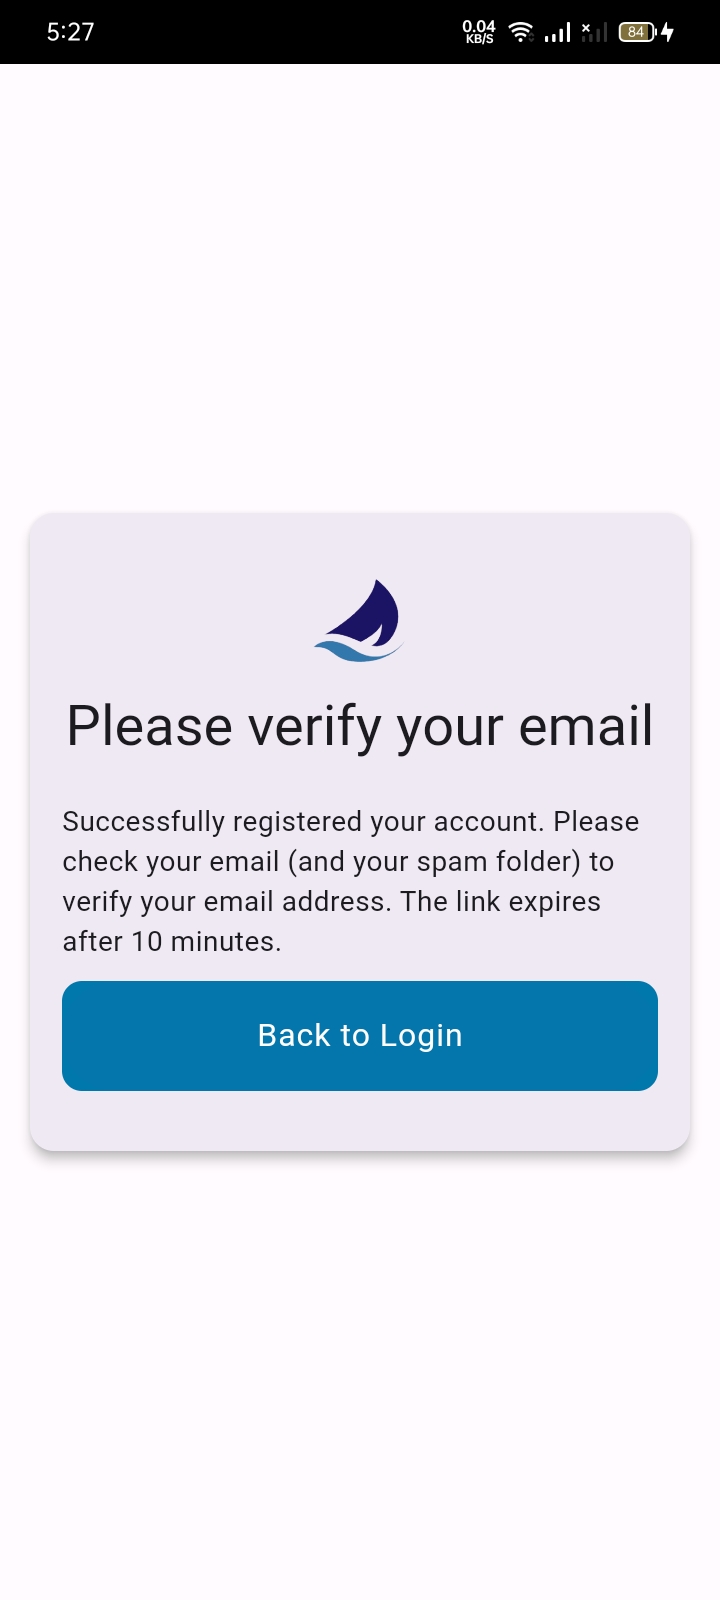 5:27
0.04
KB/S
84
Please verify your email
Successfully registered your account. Please
check your email (and your spam folder) to
verify your email address. The link expires
after 10 minutes.
Back to Login